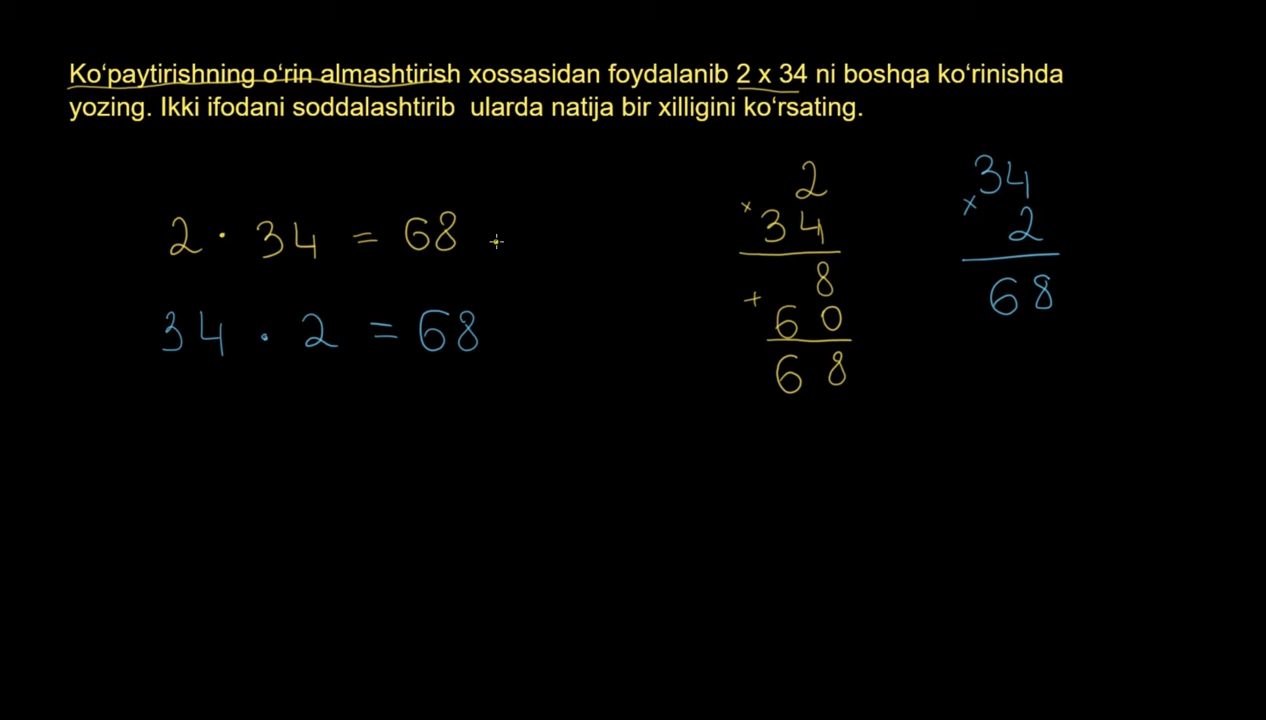 Ko‘paytirishning o‘rin almashtirish xossasidan foydalanib 2 x 34 ni boshqa ko‘rinishda
yozing. Ikki ifodani soddalashtirib ularda natija bir xilligini ko‘rsating.
2 · 34 = 68
34 · 2 = 68
2
x
34
8
+
60
68
34
x
2
68